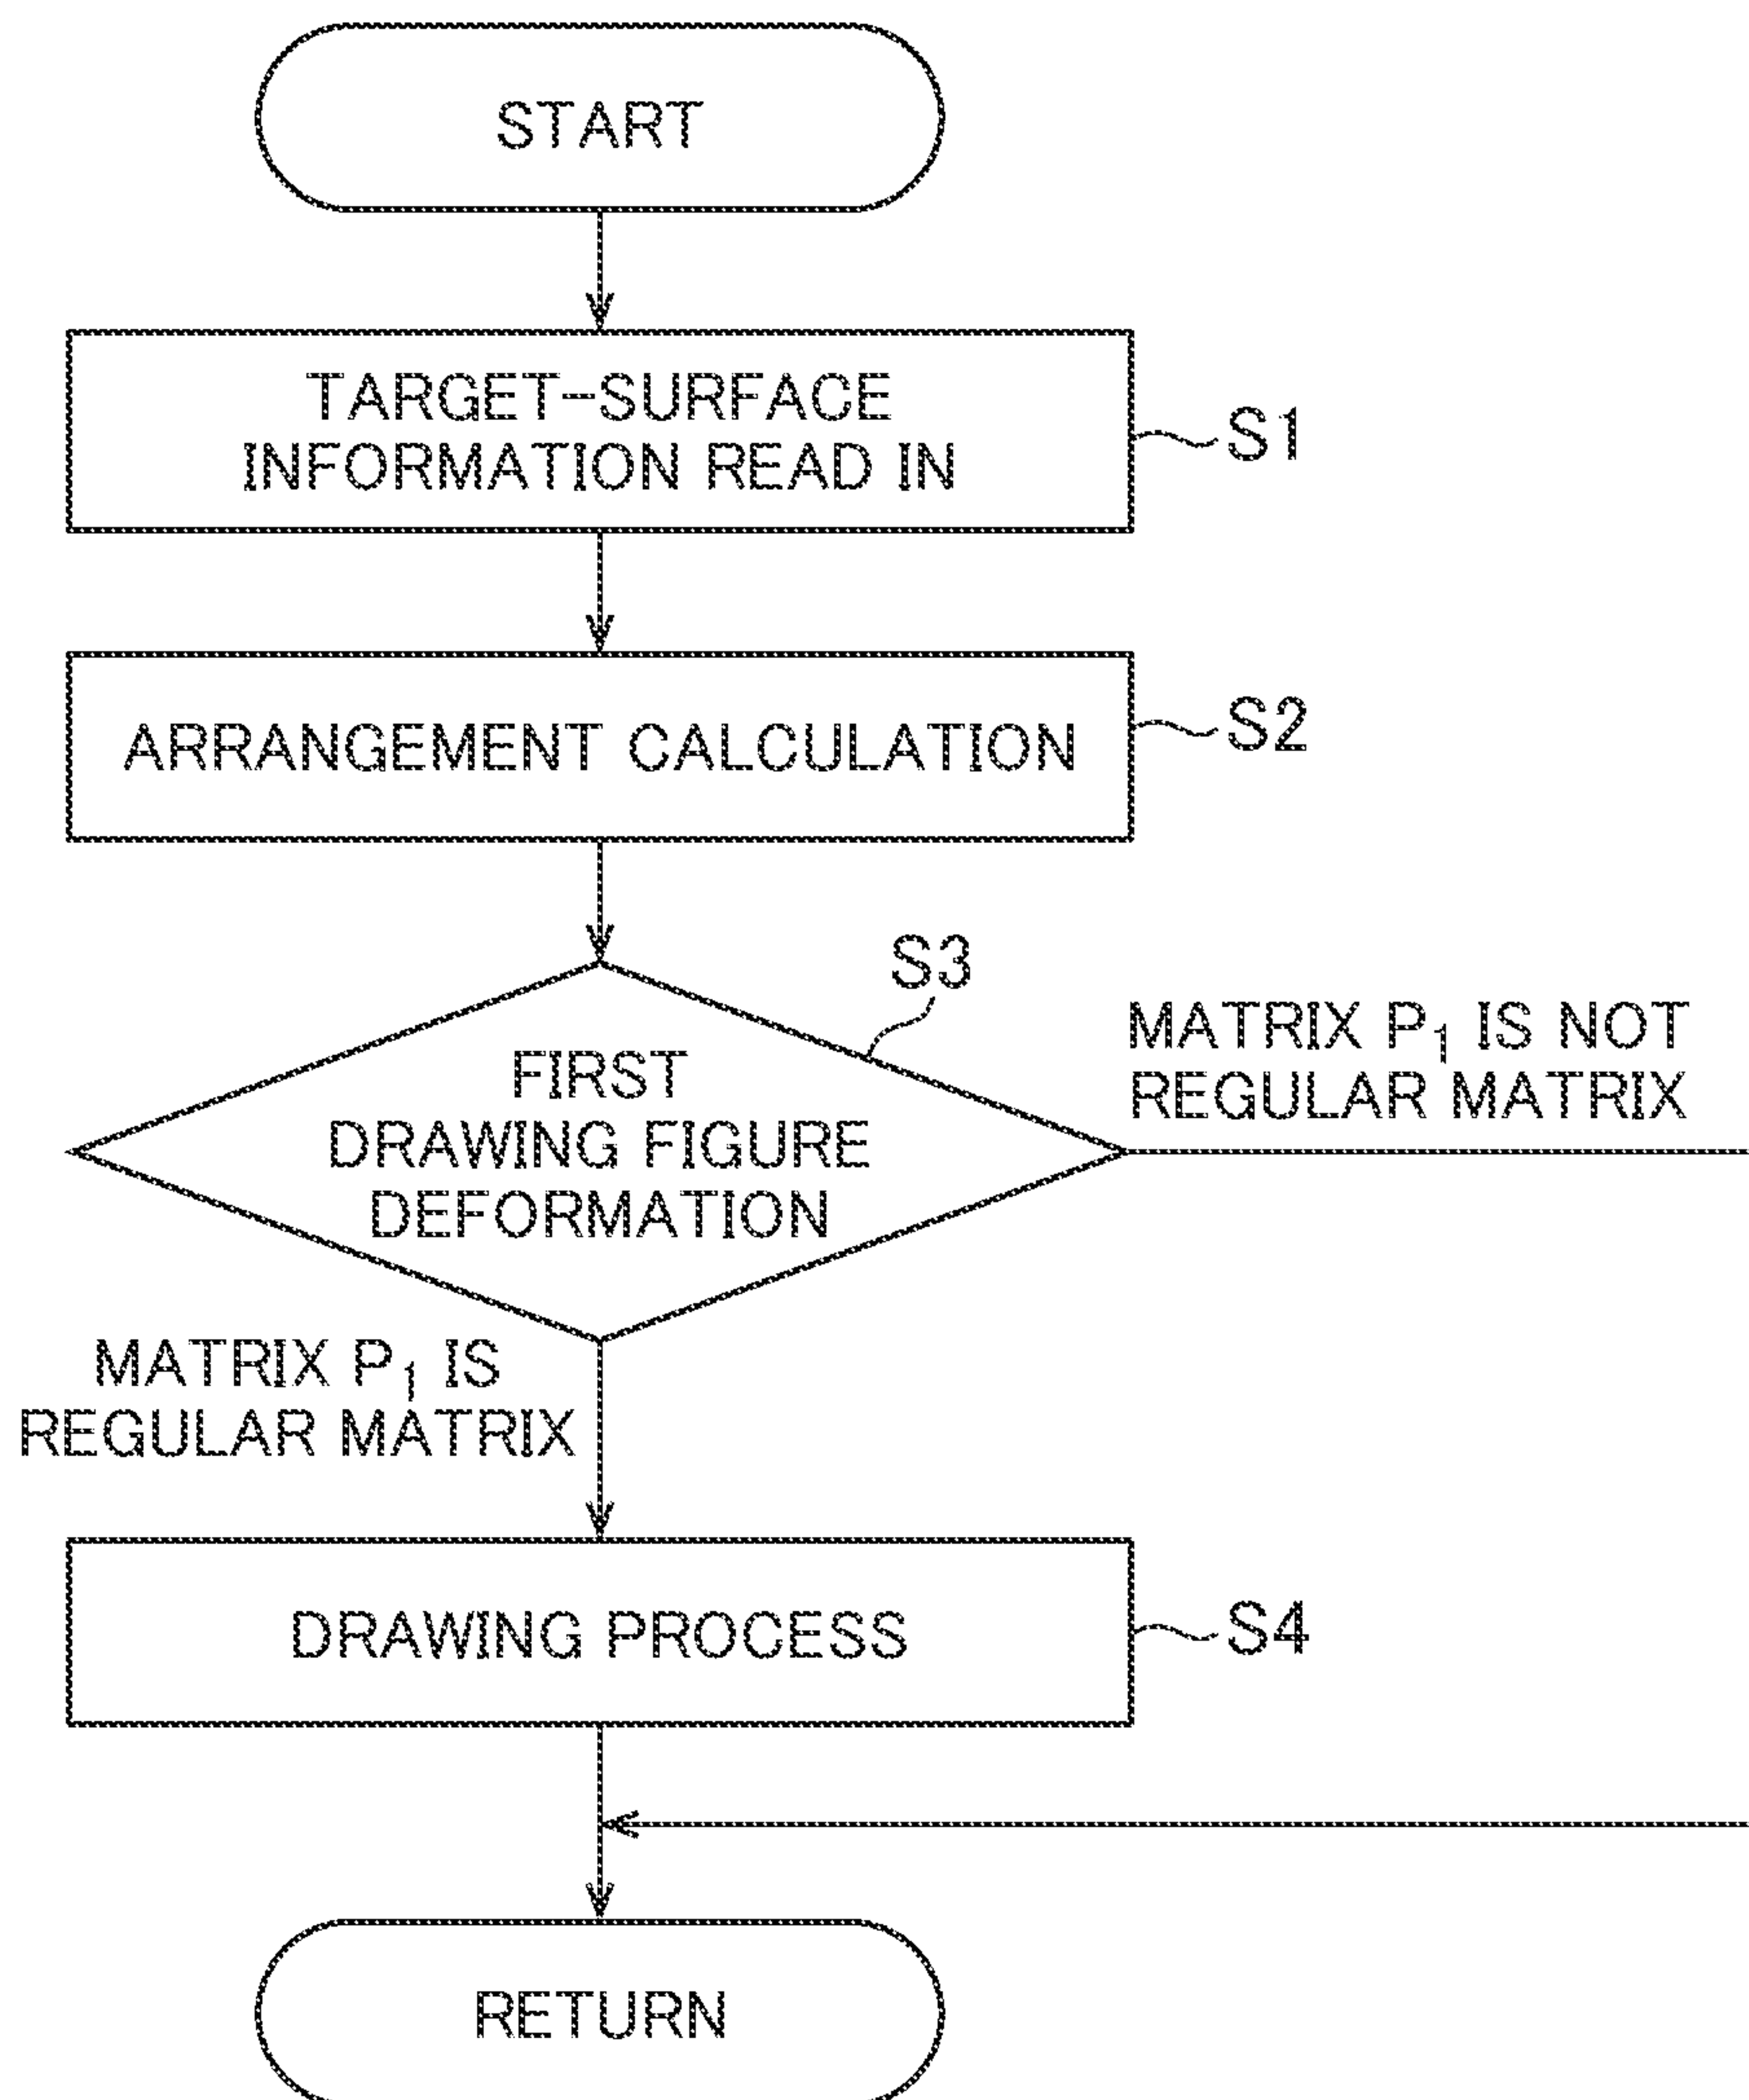 START
TARGET-SURFACE
INFORMATION READ IN
S1
ARRANGEMENT CALCULATION
S2
S3
FIRST
DRAWING FIGURE
DEFORMATION
MATRIX P₁ IS NOT
REGULAR MATRIX
MATRIX P₁ IS
REGULAR MATRIX
DRAWING PROCESS
S4
RETURN